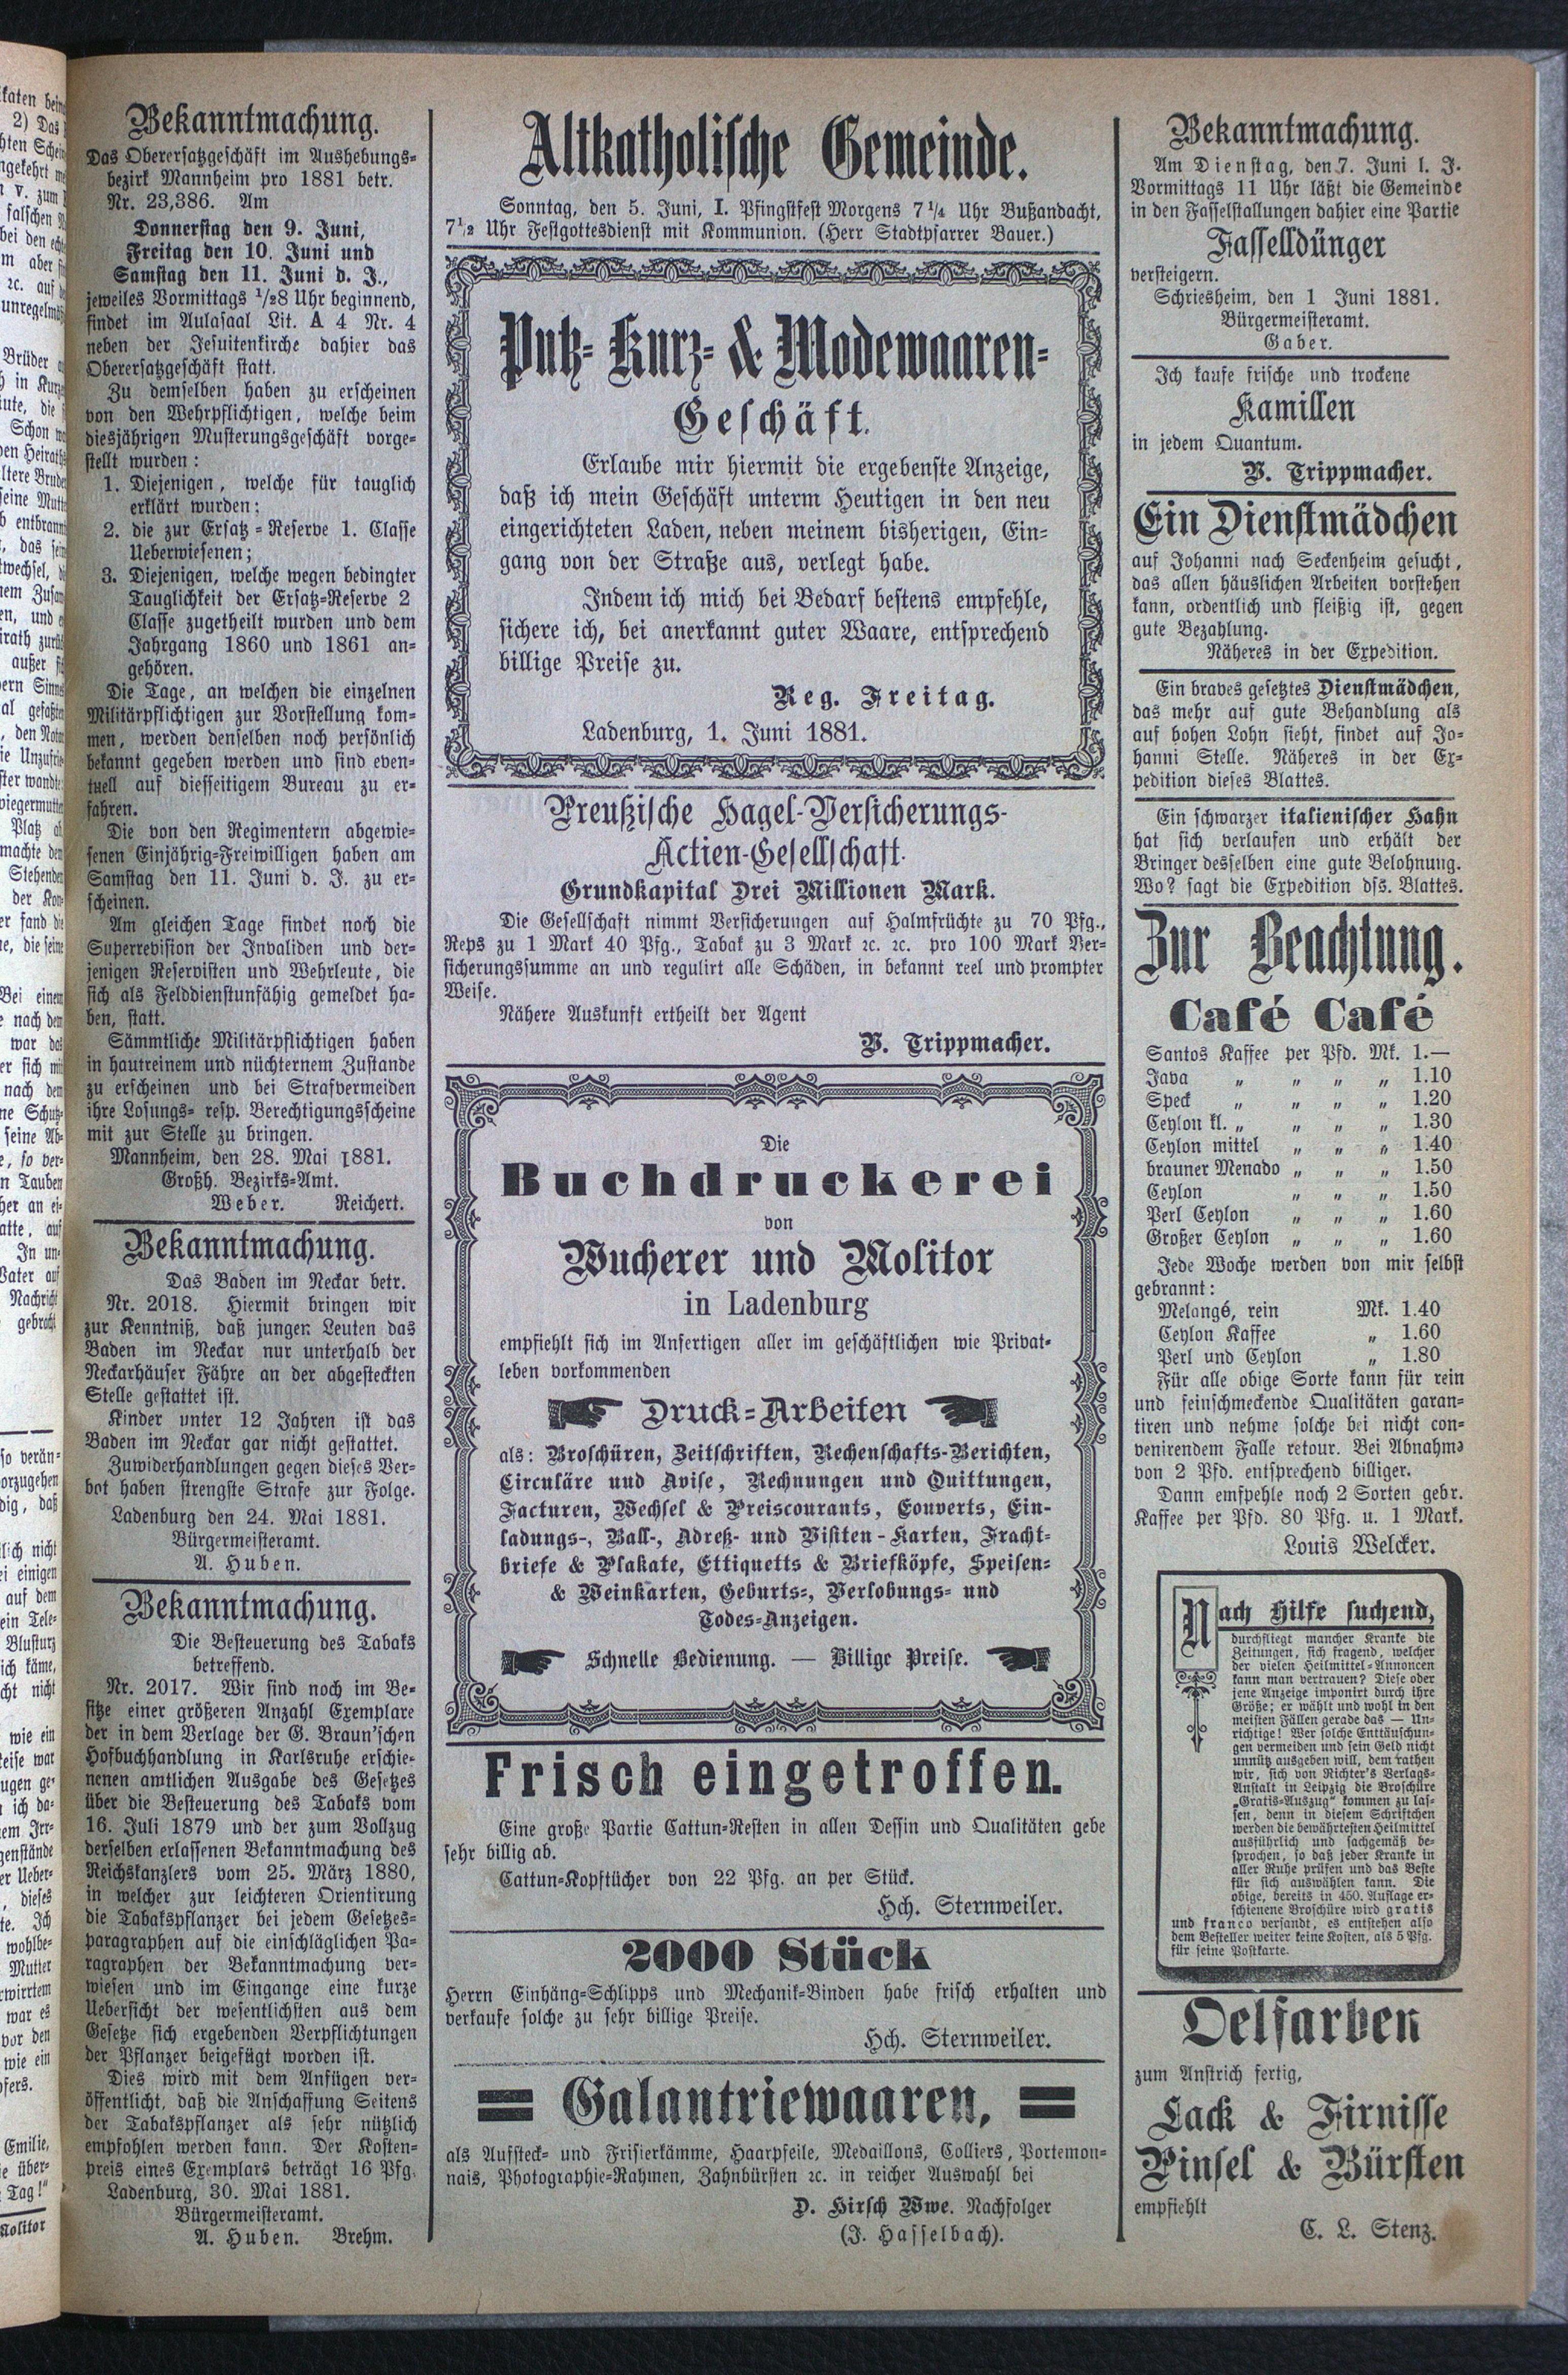 Bekanntmachung.
Das Oberersatzgeschäft im Aushebungs-
bezirk Mannheim pro 1881 betr.
Nr. 23,386. Am
Donnerstag den 9. Juni,
Freitag den 10. Juni und
Samstag den 11. Juni d. J.,
jeweiles Vormittags 1/28 Uhr beginnend,
findet im Aulasaal Lit. A 4 Nr. 4
neben der Jesuitenkirche dahier das
Oberersatzgeschäft statt.
Zu demselben haben zu erscheinen
von den Wehrpflichtigen, welche beim
diesjährigen Musterungsgeschäft vorge-
stellt wurden:
1. Diejenigen, welche für tauglich
erklärt wurden;
2. die zur Ersatz-Reserve 1. Classe
Ueberwiesenen;
3. Diejenigen, welche wegen bedingter
Tauglichkeit der Ersatz-Reserve 2
Classe zugetheilt wurden und dem
Jahrgang 1860 und 1861 an-
gehören.
Die Tage, an welchen die einzelnen
Militärpflichtigen zur Vorstellung kom-
men, werden denselben noch persönlich
bekannt gegeben werden und sind even-
tuell auf diesseitigem Bureau zu er-
fahren.
Die von den Regimentern abgewie-
senen Einjährig-Freiwilligen haben am
Samstag den 11. Juni d. J. zu er-
scheinen.
Am gleichen Tage findet noch die
Superrevision der Invaliden und der-
jenigen Reservisten und Wehrleute, die
sich als Felddienstunfähig gemeldet ha-
ben, statt.
Sämmtliche Militärpflichtigen haben
in hautreinem und nüchternem Zustande
zu erscheinen und bei Strafvermeiden
ihre Losungs- resp. Berechtigungsscheine
mit zur Stelle zu bringen.
Mannheim, den 28. Mai 1881.
Großh. Bezirks-Amt.
Weber. Reichert.
Bekanntmachung.
Das Baden im Neckar betr.
Nr. 2018. Hiermit bringen wir
zur Kenntniß, daß jungen Leuten das
Baden im Neckar nur unterhalb der
Neckarhäuser Fähre an der abgesteckten
Stelle gestattet ist.
Kinder unter 12 Jahren ist das
Baden im Neckar gar nicht gestattet.
Zuwiderhandlungen gegen dieses Ver-
bot haben strengste Strafe zur Folge.
Ladenburg den 24. Mai 1881.
Bürgermeisteramt.
A. Huben.
Bekanntmachung.
Die Besteuerung des Tabaks
betreffend.
Nr. 2017. Wir sind noch im Be-
sitze einer größeren Anzahl Exemplare
der in dem Verlage der G. Braun'schen
Hofbuchhandlung in Karlsruhe erschie-
nenen amtlichen Ausgabe des Gesetzes
über die Besteuerung des Tabaks vom
16. Juli 1879 und der zum Vollzug
derselben erlassenen Bekanntmachung des
Reichskanzlers vom 25. März 1880,
in welcher zur leichteren Orientirung
die Tabakspflanzer bei jedem Gesetzes-
paragraphen auf die einschläglichen Pa-
ragraphen der Bekanntmachung ver-
wiesen und im Eingange eine kurze
Uebersicht der wesentlichsten aus dem
Gesetze sich ergebenden Verpflichtungen
der Pflanzer beigefügt worden ist.
Dies wird mit dem Anfügen ver-
öffentlicht, daß die Anschaffung Seitens
der Tabakspflanzer als sehr nützlich
empfohlen werden kann. Der Kosten-
preis eines Exemplars beträgt 16 Pfg.
Ladenburg, 30. Mai 1881.
Bürgermeisteramt.
A. Huben. Brehm.
Altkatholische Gemeinde.
Sonntag, den 5. Juni, I. Pfingstfest Morgens 7 1/4 Uhr Bußandacht,
7 1/2 Uhr Festgottesdienst mit Kommunion. (Herr Stadtpfarrer Bauer.)
Putz- Kurz- & Modewaaren-
Geschäft.
Erlaube mir hiermit die ergebenste Anzeige,
daß ich mein Geschäft unterm Heutigen in den neu
eingerichteten Laden, neben meinem bisherigen, Ein-
gang von der Straße aus, verlegt habe.
Indem ich mich bei Bedarf bestens empfehle,
sichere ich, bei anerkannt guter Waare, entsprechend
billige Preise zu.
Reg. Freitag.
Ladenburg, 1. Juni 1881.
Preußische Hagel-Versicherungs-
Actien-Gesellschaft.
Grundkapital Drei Millionen Mark.
Die Gesellschaft nimmt Versicherungen auf Halmfrüchte zu 70 Pfg.,
Reps zu 1 Mark 40 Pfg., Tabak zu 3 Mark ꝛc. ꝛc. pro 100 Mark Ver-
sicherungssumme an und regulirt alle Schäden, in bekannt reel und prompter
Weise.
Nähere Auskunft ertheilt der Agent
P. Trippmacher.
Die
Buchdruckerei
von
Wucherer und Molitor
in Ladenburg
empfiehlt sich im Anfertigen aller im geschäftlichen wie Privat-
leben vorkommenden
Druck-Arbeiten
als: Broschüren, Zeitschriften, Rechenschafts-Berichten,
Circuläre und Avise, Rechnungen und Quittungen,
Facturen, Wechsel & Preiscourants, Couverts, Ein-
ladungs-, Ball-, Adreß- und Visiten-Karten, Fracht-
briefe & Plakate, Ettiquetts & Briefköpfe, Speisen-
& Weinkarten, Geburts-, Verlobungs- und
Todes-Anzeigen.
Schnelle Bedienung. — Billige Preise.
Frisch eingetroffen.
Eine große Partie Cattun-Resten in allen Dessin und Qualitäten gebe
sehr billig ab.
Cattun-Kopftücher von 22 Pfg. an per Stück.
Hch. Sternweiler.
2000 Stück
Herrn Einhäng-Schlipps und Mechanik-Binden habe frisch erhalten und
verkaufe solche zu sehr billige Preise.
Hch. Sternweiler.
= Galantriewaaren, =
als Aufsteck- und Frisierkämme, Haarpfeile, Medaillons, Colliers, Portemon-
nais, Photographie-Rahmen, Zahnbürsten ꝛc. in reicher Auswahl bei
D. Hirsch Wwe. Nachfolger
(J. Hasselbach).
Bekanntmachung.
Am Dienstag, den 7. Juni l. J.
Vormittags 11 Uhr läßt die Gemeinde
in den Fasselstallungen dahier eine Partie
Fasselldünger
versteigern.
Schriesheim, den 1 Juni 1881.
Bürgermeisteramt.
Gaber.
Ich kaufe frische und trockene
Kamillen
in jedem Quantum.
P. Trippmacher.
Ein Dienstmädchen
auf Johanni nach Seckenheim gesucht,
das allen häuslichen Arbeiten vorstehen
kann, ordentlich und fleißig ist, gegen
gute Bezahlung.
Näheres in der Expedition.
Ein braves gesetztes Dienstmädchen,
das mehr auf gute Behandlung als
auf hohen Lohn sieht, findet auf Jo-
hanni Stelle. Näheres in der Ex-
pedition dieses Blattes.
Ein schwarzer italienischer Hahn
hat sich verlaufen und erhält der
Bringer desselben eine gute Belohnung.
Wo? sagt die Expedition dss. Blattes.
Zur Beachtung.
Café Café
Santos Kaffee per Pfd. Mk. 1.—
Java „ „ „ „ 1.10
Speck „ „ „ „ 1.20
Ceylon kl. „ „ „ „ 1.30
Ceylon mittel „ „ „ 1.40
brauner Menado „ „ „ 1.50
Ceylon „ „ „ 1.50
Perl Ceylon „ „ „ 1.60
Großer Ceylon „ „ „ 1.60
Jede Woche werden von mir selbst
gebrannt:
Melangé, rein Mk. 1.40
Ceylon Kaffee „ 1.60
Perl und Ceylon „ 1.80
Für alle obige Sorte kann für rein
und feinschmeckende Qualitäten garan-
tiren und nehme solche bei nicht con-
venirendem Falle retour. Bei Abnahme
von 2 Pfd. entsprechend billiger.
Dann emfpehle noch 2 Sorten gebr.
Kaffee per Pfd. 80 Pfg. u. 1 Mark.
Louis Welcker.
Nach Hilfe suchend,
durchfliegt mancher Kranke die
Zeitungen, sich fragend, welcher
der vielen Heilmittel-Annoncen
kann man vertrauen? Diese oder
jene Anzeige imponirt durch ihre
Größe; er wählt und wohl in den
meisten Fällen gerade das — Un-
richtige! Wer solche Enttäuschun-
gen vermeiden und sein Geld nicht
unnütz ausgeben will, dem rathen
wir, sich von Richter's Verlags-
Anstalt in Leipzig die Broschüre
„Gratis-Auszug" kommen zu las-
sen, denn in diesem Schriftchen
werden die bewährtesten Heilmittel
ausführlich und sachgemäß be-
sprochen, so daß jeder Kranke in
aller Ruhe prüfen und das Beste
für sich auswählen kann. Die
obige, bereits in 450. Auflage er-
schienene Broschüre wird gratis
und franco versandt, es entstehen also
dem Besteller weiter keine Kosten, als 5 Pfg.
für seine Postkarte.
Oelfarben
zum Anstrich fertig,
Lack & Firnisse
Pinsel & Bürsten
empfiehlt
C. L. Stenz.